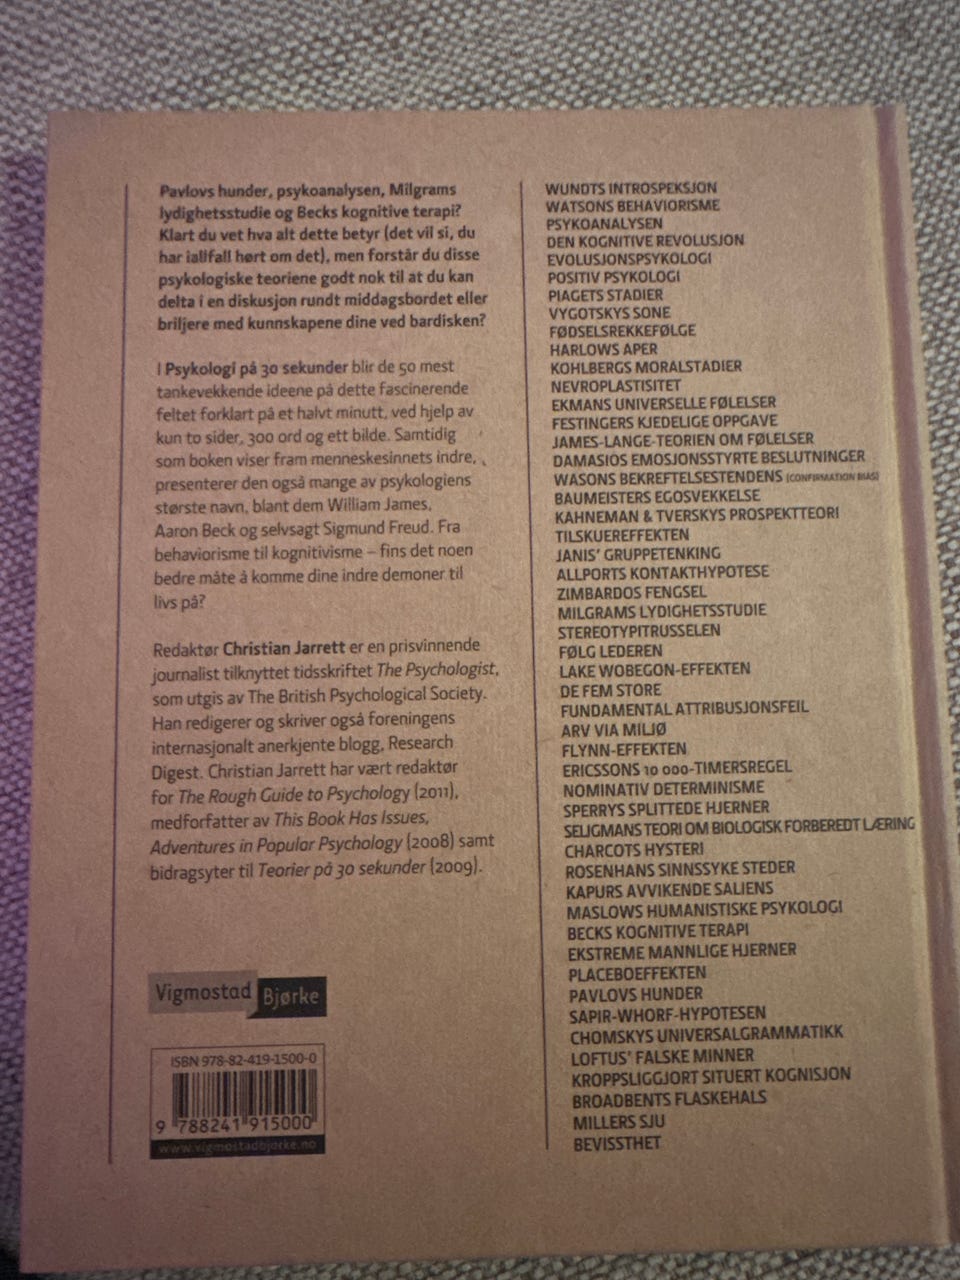 Pavlovs hunder, psykoanalysen, Milgrams
lydighetsstudie og Becks kognitive terapi?
Klart du vet hva alt dette betyr (det vil si, du
har iallfall hørt om det), men forstår du disse
psykologiske teoriene godt nok til at du kan
delta i en diskusjon rundt middagsbordet eller
briljere med kunnskapene dine ved bardisken?
I Psykologi på 30 sekunder blir de 50 mest
tankevekkende ideene på dette fascinerende
feltet forklart på et halvt minutt, ved hjelp av
kun to sider, 300 ord og ett bilde. Samtidig
som boken viser fram menneskesinnets indre,
presenterer den også mange av psykologiens
største navn, blant dem William James,
Aaron Beck og selvsagt Sigmund Freud. Fra
behaviorisme til kognitivisme – fins det noen
bedre måte å komme dine indre demoner til
livs på?
Redaktør Christian Jarrett er en prisvinnende
journalist tilknyttet tidsskriftet The Psychologist,
som utgis av The British Psychological Society.
Han redigerer og skriver også foreningens
internasjonalt anerkjente blogg, Research
Digest. Christian Jarrett har vært redaktør
for The Rough Guide to Psychology (2011),
medforfatter av This Book Has Issues,
Adventures in Popular Psychology (2008) samt
bidragsyter til Teorier på 30 sekunder (2009).
Vigmostad Bjørke
ISBN 978-82-419-1500-0
9 788241 915000
www.vigmostadbjorke.no
WUNDTS INTROSPEKSJON
WATSONS BEHAVIORISME
PSYKOANALYSEN
DEN KOGNITIVE REVOLUSJON
EVOLUSJONSPSYKOLOGI
POSITIV PSYKOLOGI
PIAGETS STADIER
VYGOTSKYS SONE
FØDSELSREKKEFØLGE
HARLOWS APER
KOHLBERGS MORALSTADIER
NEVROPLASTISITET
EKMANS UNIVERSELLE FØLELSER
FESTINGERS KJEDELIGE OPPGAVE
JAMES-LANGE-TEORIEN OM FØLELSER
DAMASIOS EMOSJONSSTYRTE BESLUTNINGER
WASONS BEKREFTELSESTENDENS (CONFIRMATION BIAS)
BAUMEISTERS EGOSVEKKELSE
KAHNEMAN & TVERSKYS PROSPEKTTEORI
TILSKUEREFFEKTEN
JANIS' GRUPPETENKING
ALLPORTS KONTAKTHYPOTESE
ZIMBARDOS FENGSEL
MILGRAMS LYDIGHETSSTUDIE
STEREOTYPITRUSSELEN
FØLG LEDEREN
LAKE WOBEGON-EFFEKTEN
DE FEM STORE
FUNDAMENTAL ATTRIBUSJONSFEIL
ARV VIA MILJØ
FLYNN-EFFEKTEN
ERICSSONS 10 000-TIMERSREGEL
NOMINATIV DETERMINISME
SPERRYS SPLITTEDE HJERNER
SELIGMANS TEORI OM BIOLOGISK FORBEREDT LÆRING
CHARCOTS HYSTERI
ROSENHANS SINNSSYKE STEDER
KAPURS AVVIKENDE SALIENS
MASLOWS HUMANISTISKE PSYKOLOGI
BECKS KOGNITIVE TERAPI
EKSTREME MANNLIGE HJERNER
PLACEBOEFFEKTEN
PAVLOVS HUNDER
SAPIR-WHORF-HYPOTESEN
CHOMSKYS UNIVERSALGRAMMATIKK
LOFTUS' FALSKE MINNER
KROPPSLIGGJORT SITUERT KOGNISJON
BROADBENTS FLASKEHALS
MILLERS SJU
BEVISSTHET